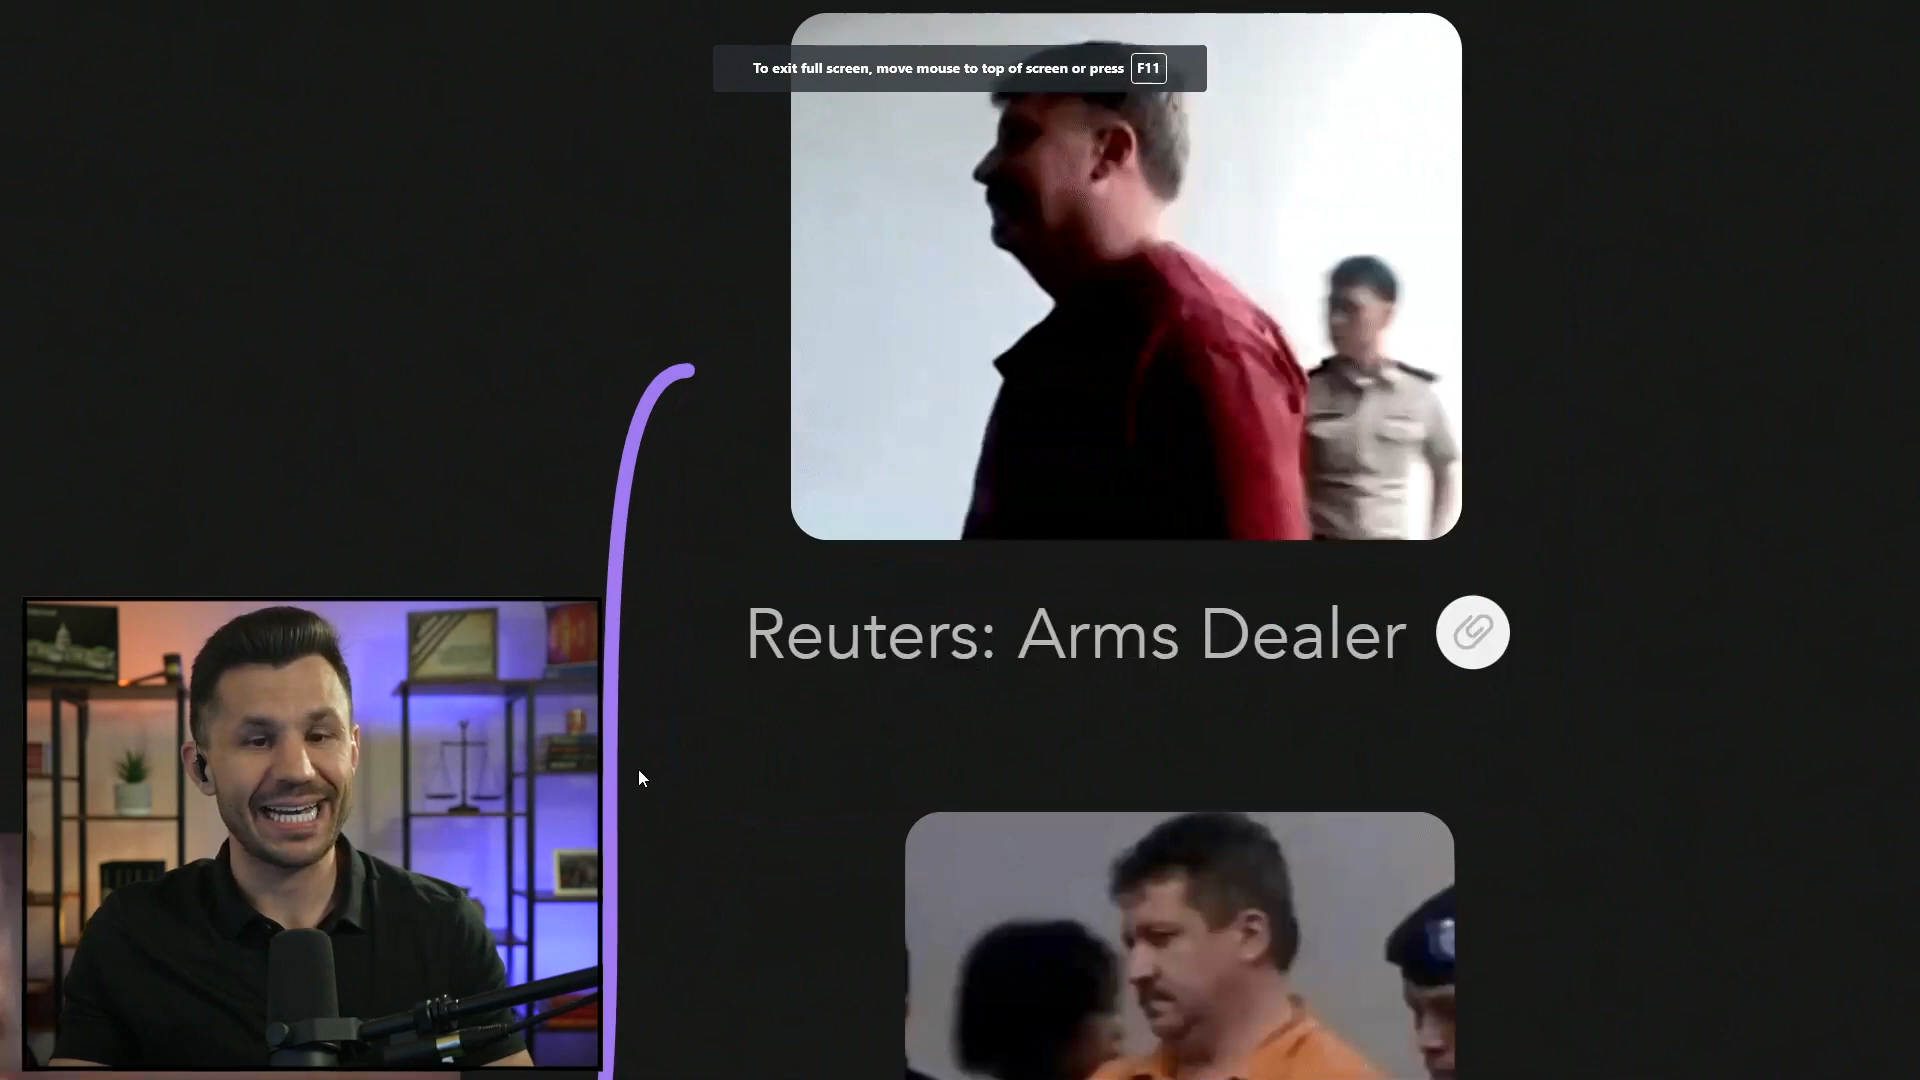 To exit full screen, move mouse to top of screen or press F11
Reuters: Arms Dealer